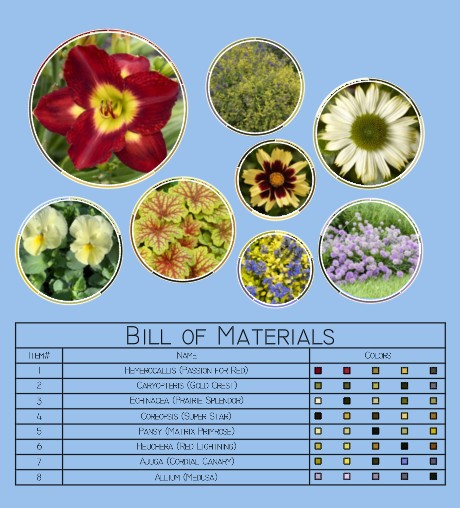 Bill of Materials
Item# Name Colors
1 Hemerocallis (Passion for Red)
2 Caryopteris (Gold Crest)
3 Echinacea (Prairie Splendor)
4 Coreopsis (Super Star)
5 Pansy (Matrix Primrose)
6 Heuchera (Red Lightning)
7 Ajuga (Cordial Canary)
8 Allium (Medusa)